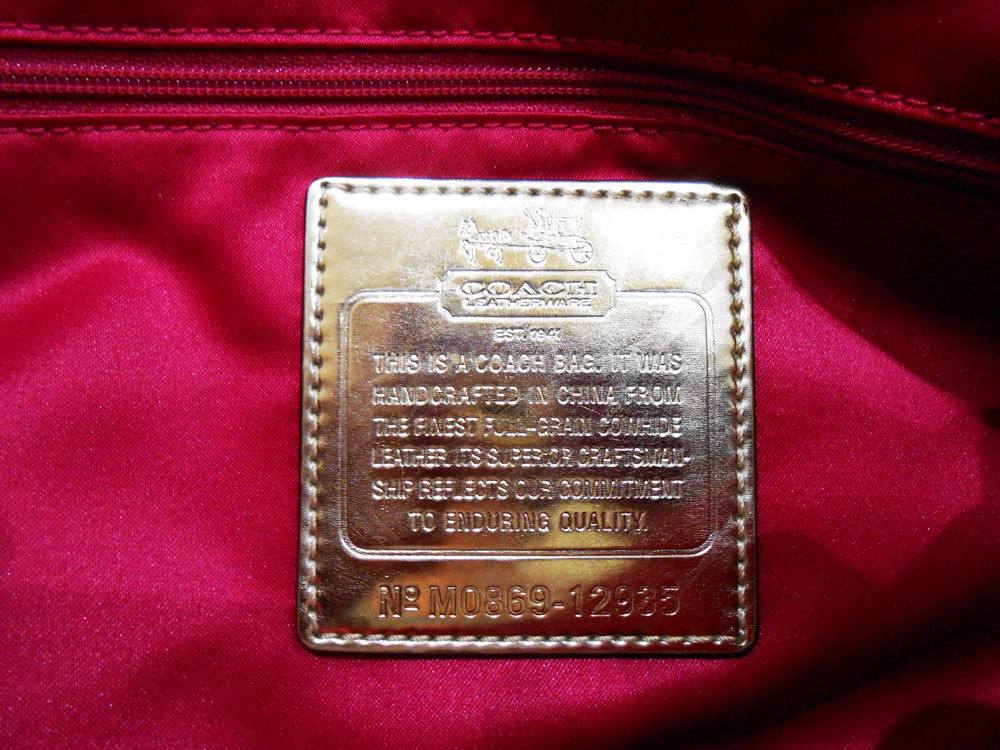 COACH
LEATHERWARE
EST. 1941
THIS IS A COACH BAG. IT WAS
HANDCRAFTED IN CHINA FROM
THE FINEST FULL-GRAIN COWHIDE
LEATHER. ITS SUPERIOR CRAFTSMAN-
SHIP REFLECTS OUR COMMITMENT
TO ENDURING QUALITY.
Nº M0869-12935